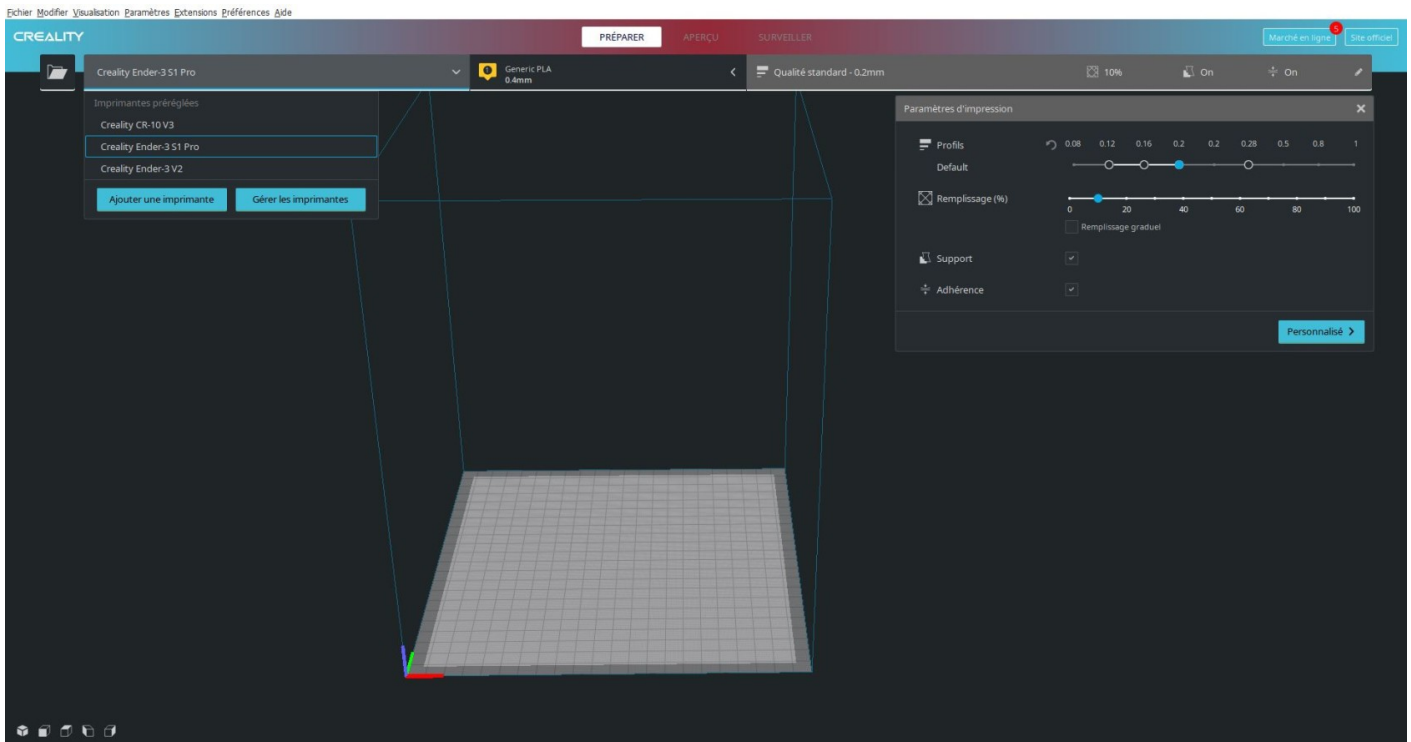 Fichier Modifier Visualisation Paramètres Extensions Préférences Aide
CREALITY
PRÉPARER APERÇU SURVEILLER
5
Marché en ligne Site officiel
Creality Ender-3 S1 Pro
1 Generic PLA
0.4mm
Qualité standard - 0.2mm 10% On On
Imprimantes préréglées
Creality CR-10 V3
Creality Ender-3 S1 Pro
Creality Ender-3 V2
Ajouter une imprimante Gérer les imprimantes
Paramètres d'impression
Profils 0.08 0.12 0.16 0.2 0.2 0.28 0.5 0.8 1
Default
Remplissage (%)
0 20 40 60 80 100
Remplissage graduel
Support
Adhérence
Personnalisé